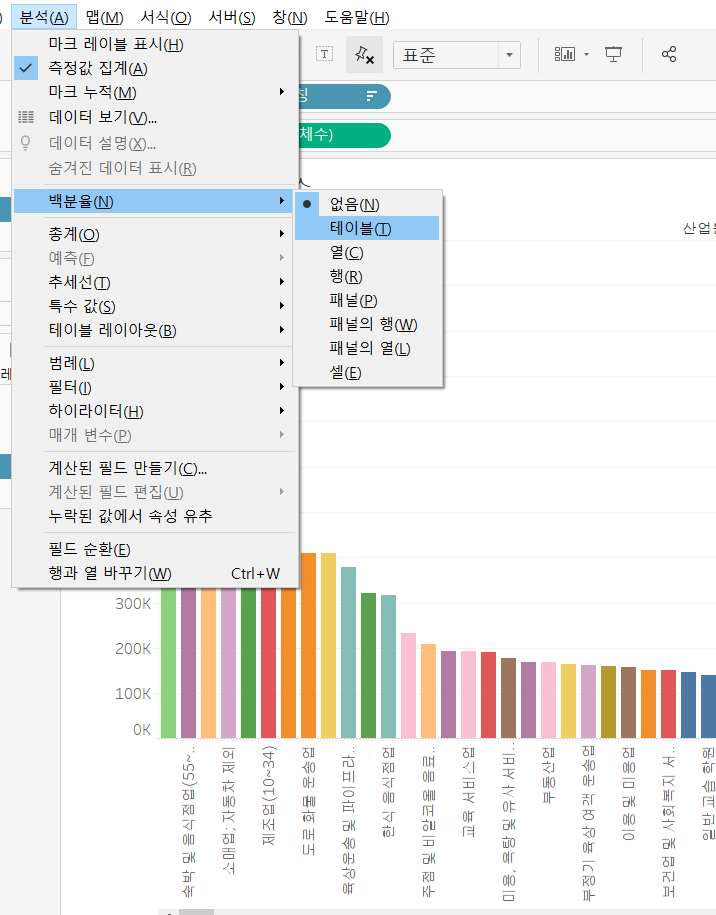 분석(A) 맵(M) 서식(O) 서버(S) 창(N) 도움말(H)
마크 레이블 표시(H)
측정값 집계(A)
마크 누적(M)
데이터 보기(V)...
데이터 설명(X)...
숨겨진 데이터 표시(R)
백분율(N)
총계(O)
예측(F)
추세선(T)
특수 값(S)
테이블 레이아웃(B)
범례(L)
필터(I)
하이라이터(H)
매개 변수(P)
계산된 필드 만들기(C)...
계산된 필드 편집(U)
누락된 값에서 속성 유추
필드 순환(E)
행과 열 바꾸기(W) Ctrl+W
없음(N)
테이블(T)
열(C)
행(R)
패널(P)
패널의 행(W)
패널의 열(L)
셀(E)
T
표준
칭
체수)
레
300K
200K
100K
0K
숙박 및 음식점업(55~..
소매업; 자동차 제외
제조업(10~34)
도로 화물 운송업
육상운송 및 파이프라..
한식 음식점업
주점 및 비알코올 음료..
교육 서비스업
미용, 욕탕 및 유사 서비..
부동산업
부정기 육상 여객 운송업
이용 및 미용업
보건업 및 사회복지 서..
일반 교습 학원